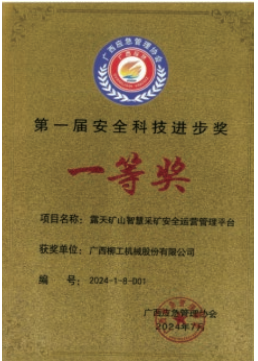 广西应急管理协会
第一届安全科技进步奖
一等奖
项目名称：露天矿山智慧采矿安全运营管理平台
获奖单位：广西柳工机械股份有限公司
编　号：2024-1-8-001
广西应急管理协会
2024年7月